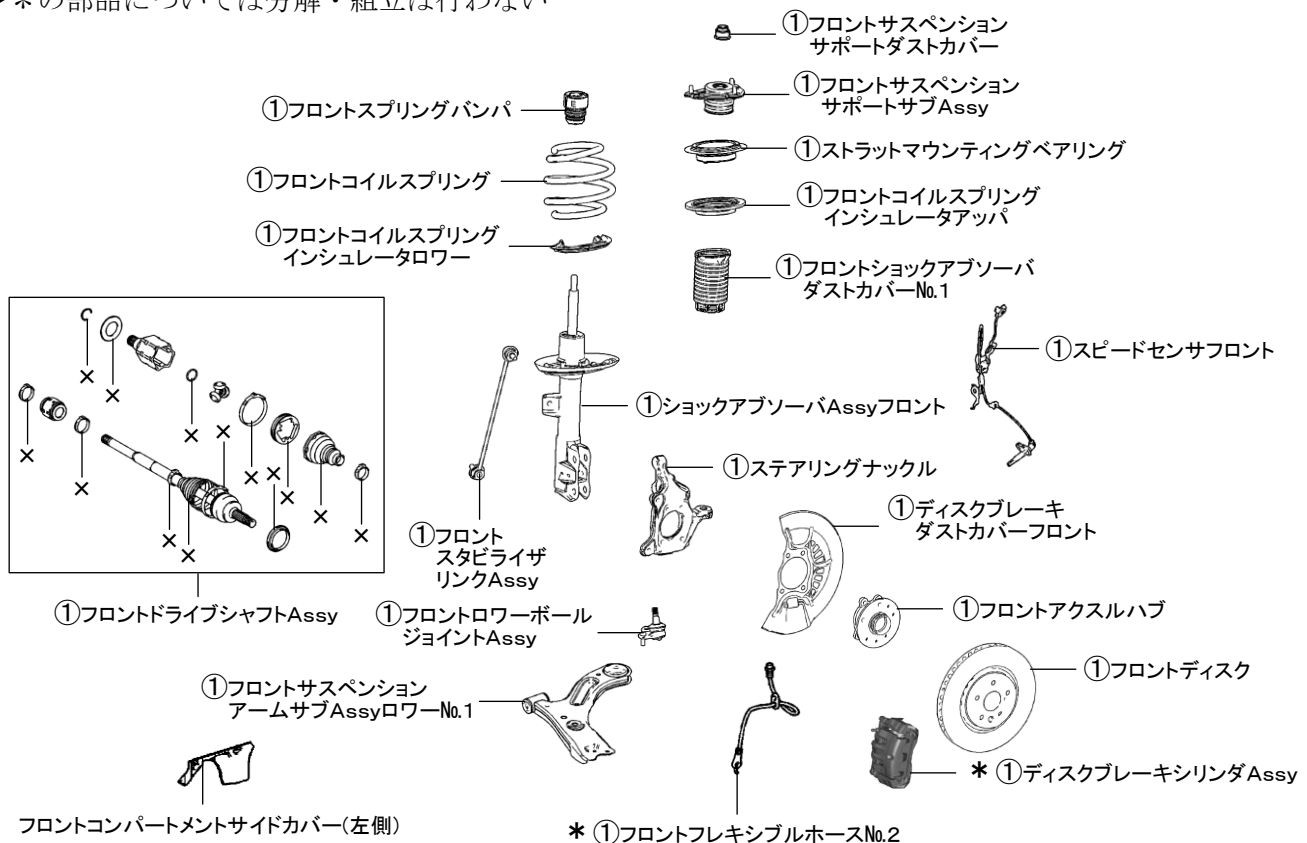 ＊の部品については分解・組立は行わない
①フロントサスペンション
サポートダストカバー
①フロントサスペンション
サポートサブAssy
①フロントスプリングバンパ
①ストラットマウンティングベアリング
①フロントコイルスプリング
①フロントコイルスプリング
インシュレータアッパ
①フロントコイルスプリング
インシュレータロワー
①フロントショックアブソーバ
ダストカバーNo.1
①スピードセンサフロント
①ショックアブソーバAssyフロント
× × × × × × × × × × × ×
①ステアリングナックル
①ディスクブレーキ
ダストカバーフロント
①フロント
スタビライザ
リンクAssy
①フロントドライブシャフトAssy
①フロントロワーボール
ジョイントAssy
①フロントアクスルハブ
①フロントディスク
①フロントサスペンション
アームサブAssyロワーNo.1
＊①ディスクブレーキシリンダAssy
フロントコンパートメントサイドカバー(左側)
＊①フロントフレキシブルホースNo.2